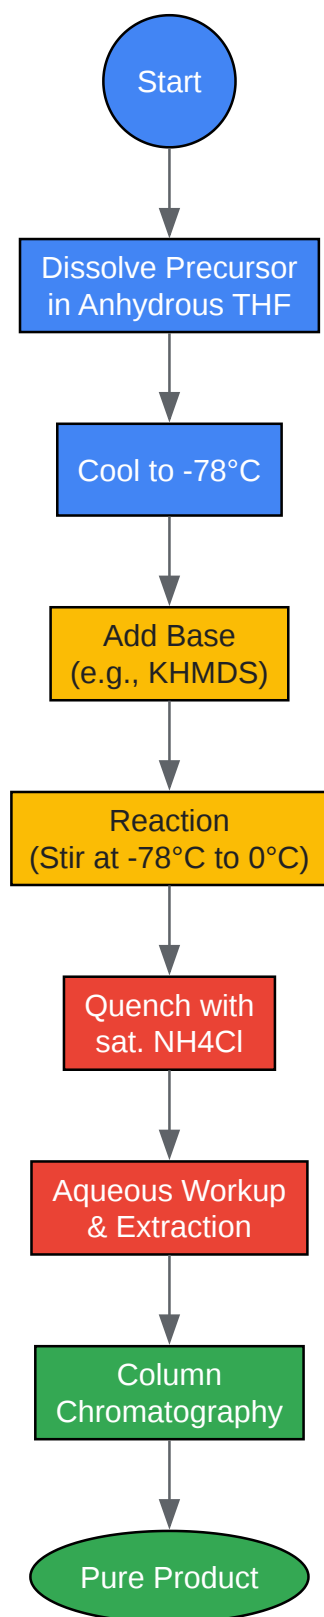 Start
Dissolve Precursor
in Anhydrous THF
Cool to -78°C
Add Base
(e.g., KHMDS)
Reaction
(Stir at -78°C to 0°C)
Quench with
sat. NH4Cl
Aqueous Workup
& Extraction
Column
Chromatography
Pure Product